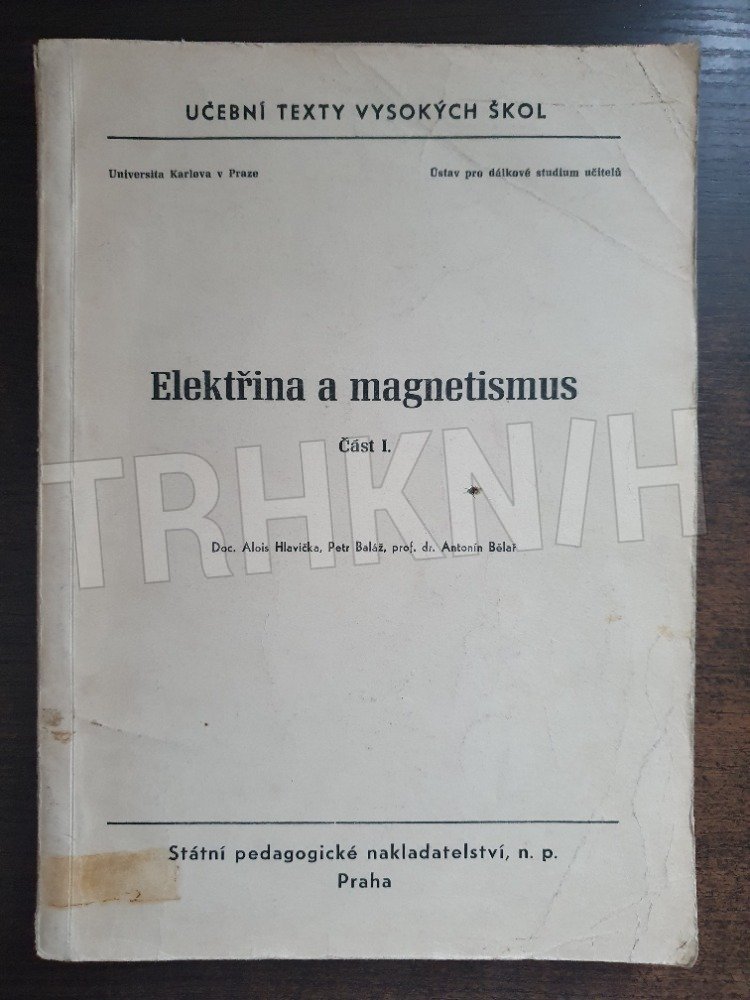 UČEBNÍ TEXTY VYSOKÝCH ŠKOL
Universita Karlova v Praze
Ústav pro dálkové studium učitelů
Elektřina a magnetismus
Část I.
TRHKNIH
Doc. Alois Hlavička, Petr Baláž, prof. dr. Antonín Bělař
Státní pedagogické nakladatelství, n. p.
Praha